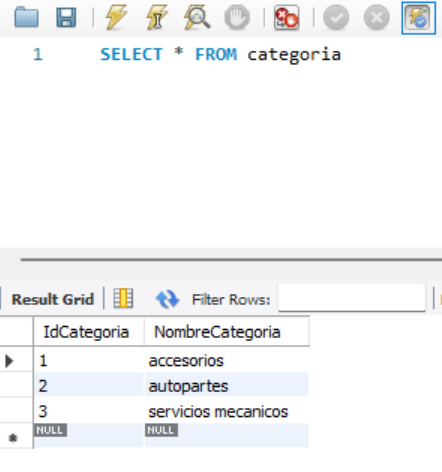 1 SELECT * FROM categoria
Result Grid Filter Rows:
IdCategoria NombreCategoria
1 accesorios
2 autopartes
3 servicios mecanicos
NULL NULL